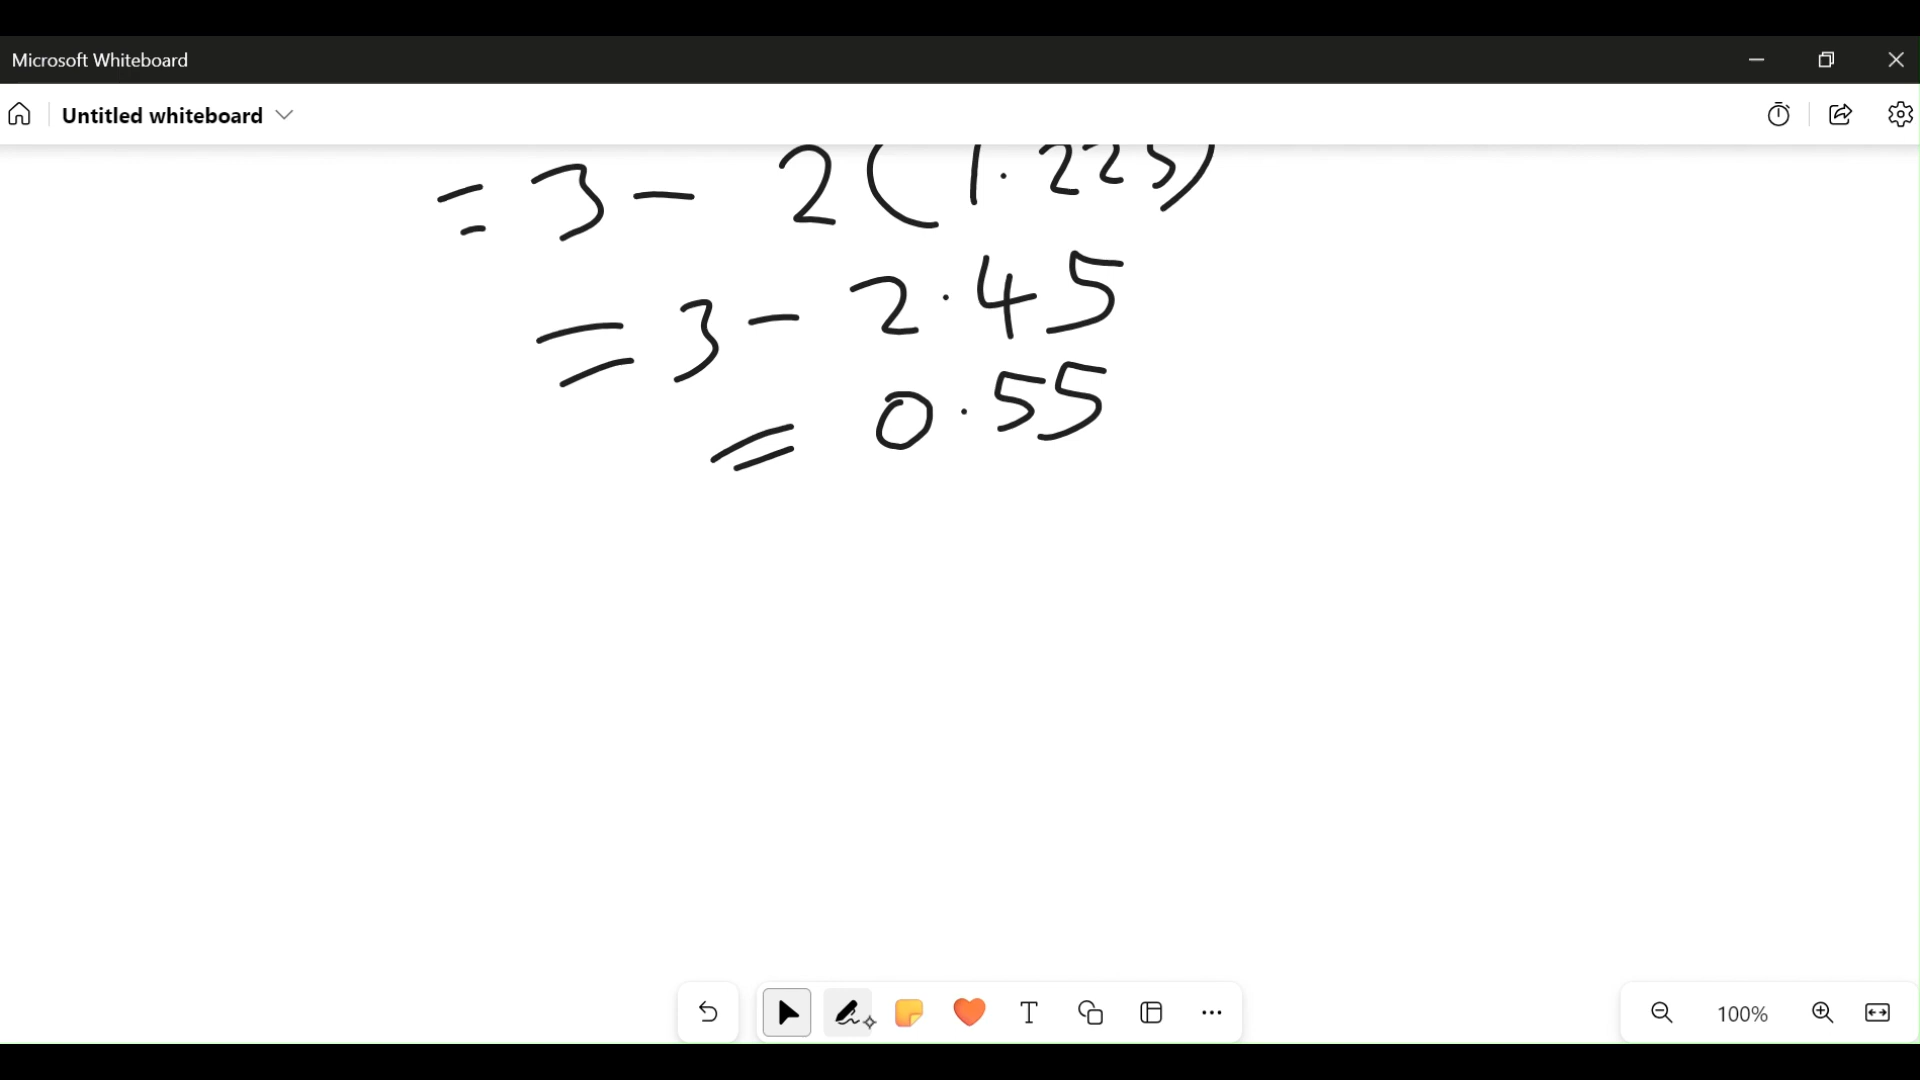 Microsoft Whiteboard
Untitled whiteboard
= 3 - 2(1.225)
= 3 - 2.45
= 0.55
T
100%